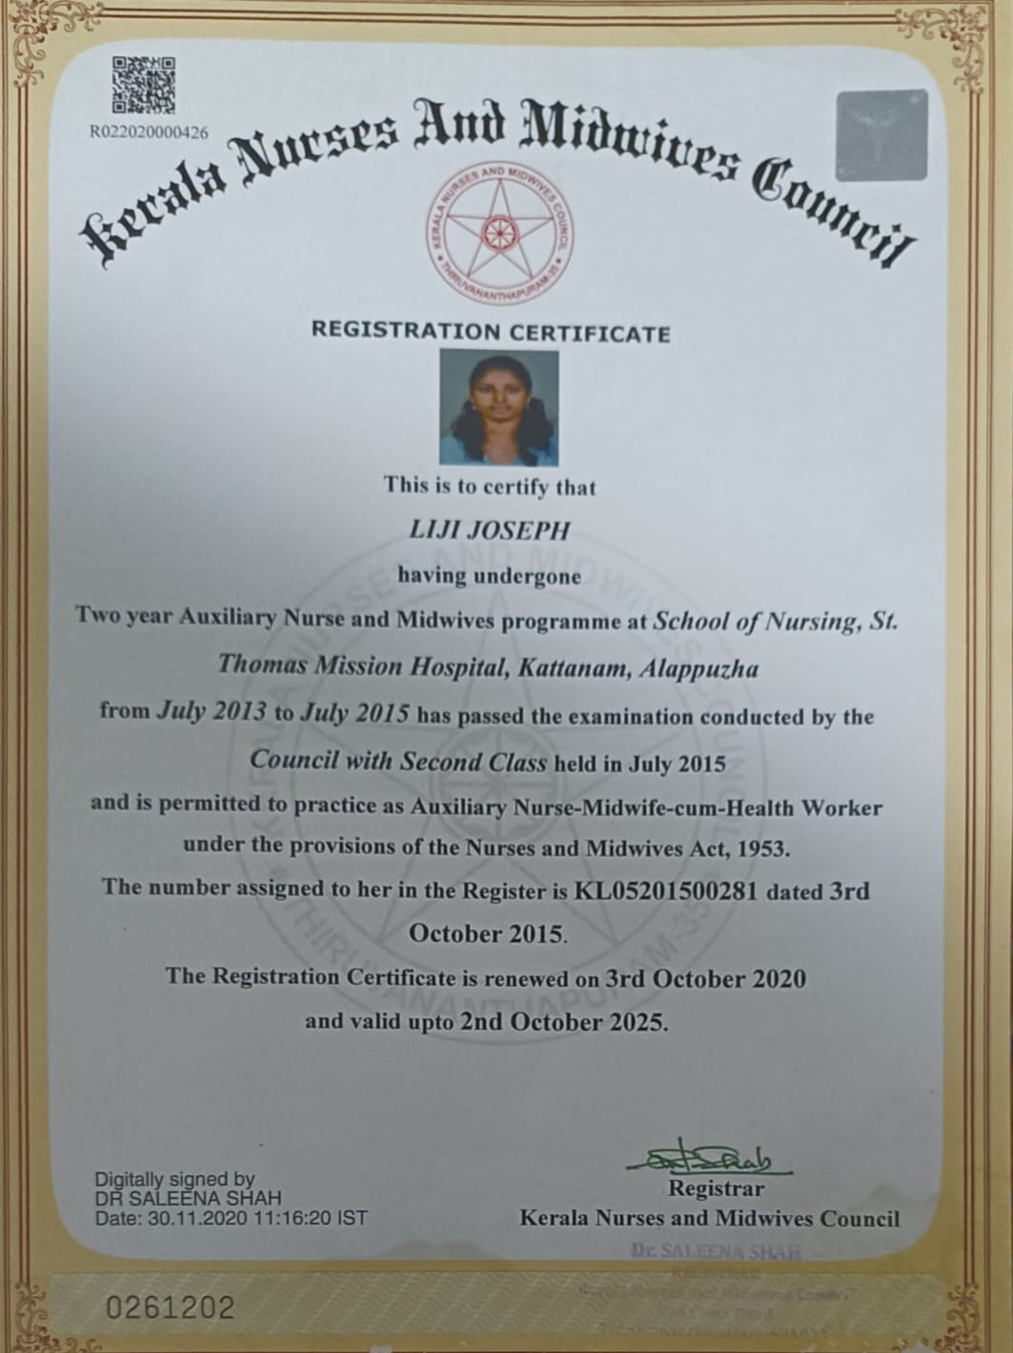 R022020000426
Kerala Nurses And Midwives Council
KERALA NURSES AND MIDWIVES COUNCIL
THIRUVANANTHAPURAM-35
REGISTRATION CERTIFICATE
This is to certify that
LIJI JOSEPH
having undergone
Two year Auxiliary Nurse and Midwives programme at School of Nursing, St.
Thomas Mission Hospital, Kattanam, Alappuzha
from July 2013 to July 2015 has passed the examination conducted by the
Council with Second Class held in July 2015
and is permitted to practice as Auxiliary Nurse-Midwife-cum-Health Worker
under the provisions of the Nurses and Midwives Act, 1953.
The number assigned to her in the Register is KL05201500281 dated 3rd
October 2015.
The Registration Certificate is renewed on 3rd October 2020
and valid upto 2nd October 2025.
Digitally signed by
DR SALEENA SHAH
Date: 30.11.2020 11:16:20 IST
Registrar
Kerala Nurses and Midwives Council
Dr. SALEENA SHAH
0261202